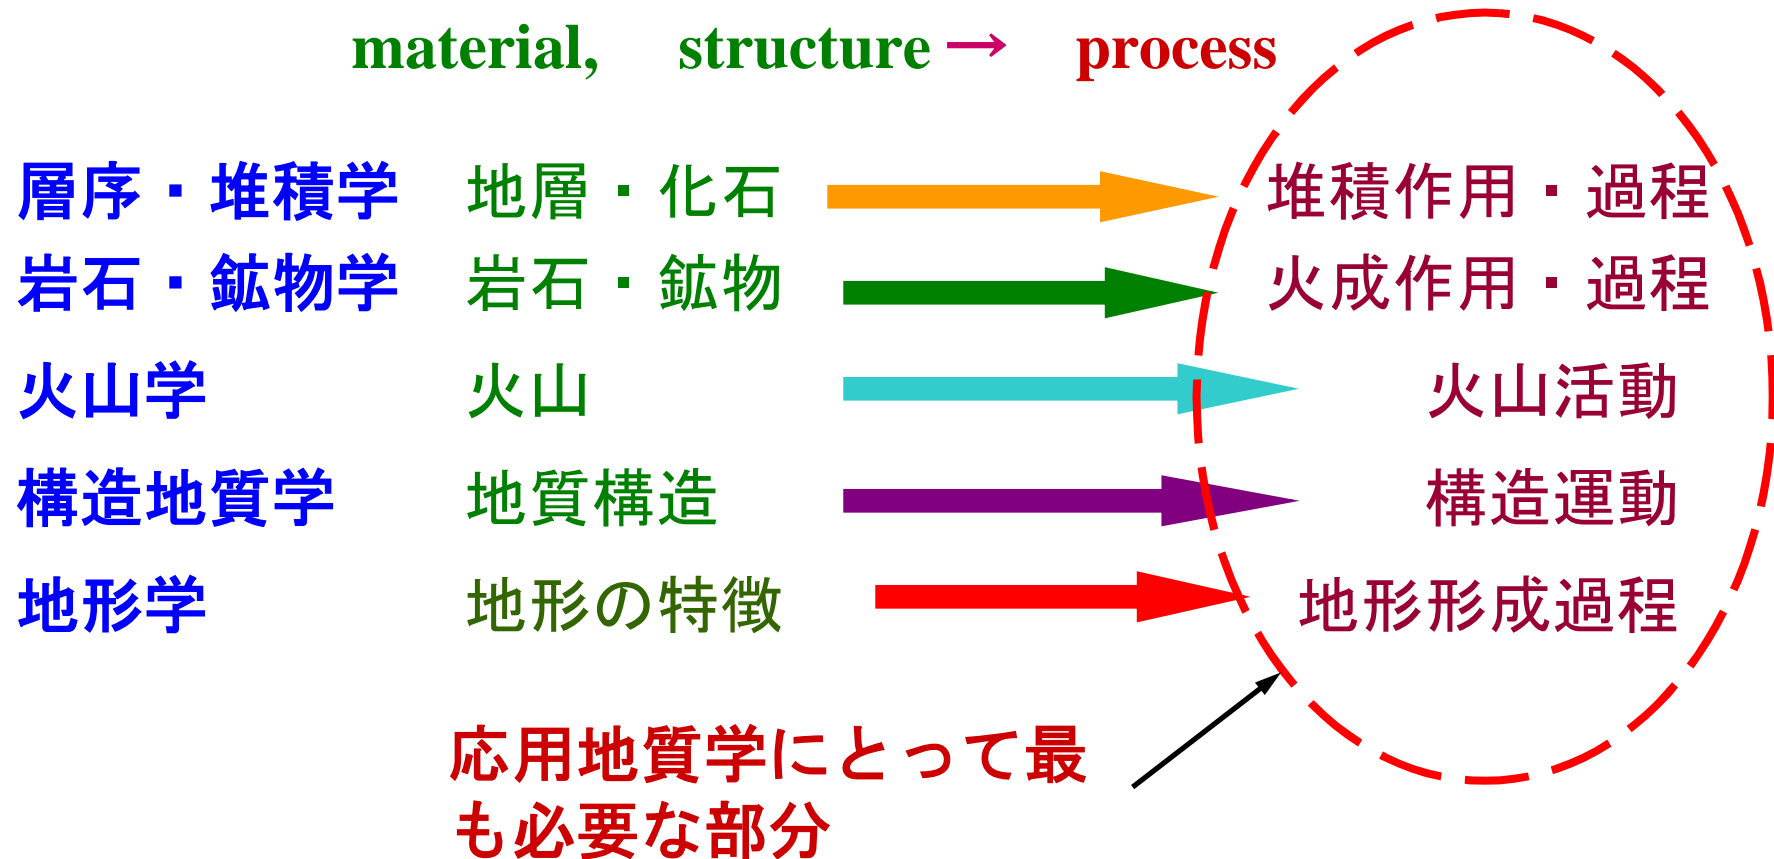 material, structure → process
層序・堆積学 地層・化石 堆積作用・過程
岩石・鉱物学 岩石・鉱物 火成作用・過程
火山学 火山 火山活動
構造地質学 地質構造 構造運動
地形学 地形の特徴 地形形成過程
応用地質学にとって最
も必要な部分